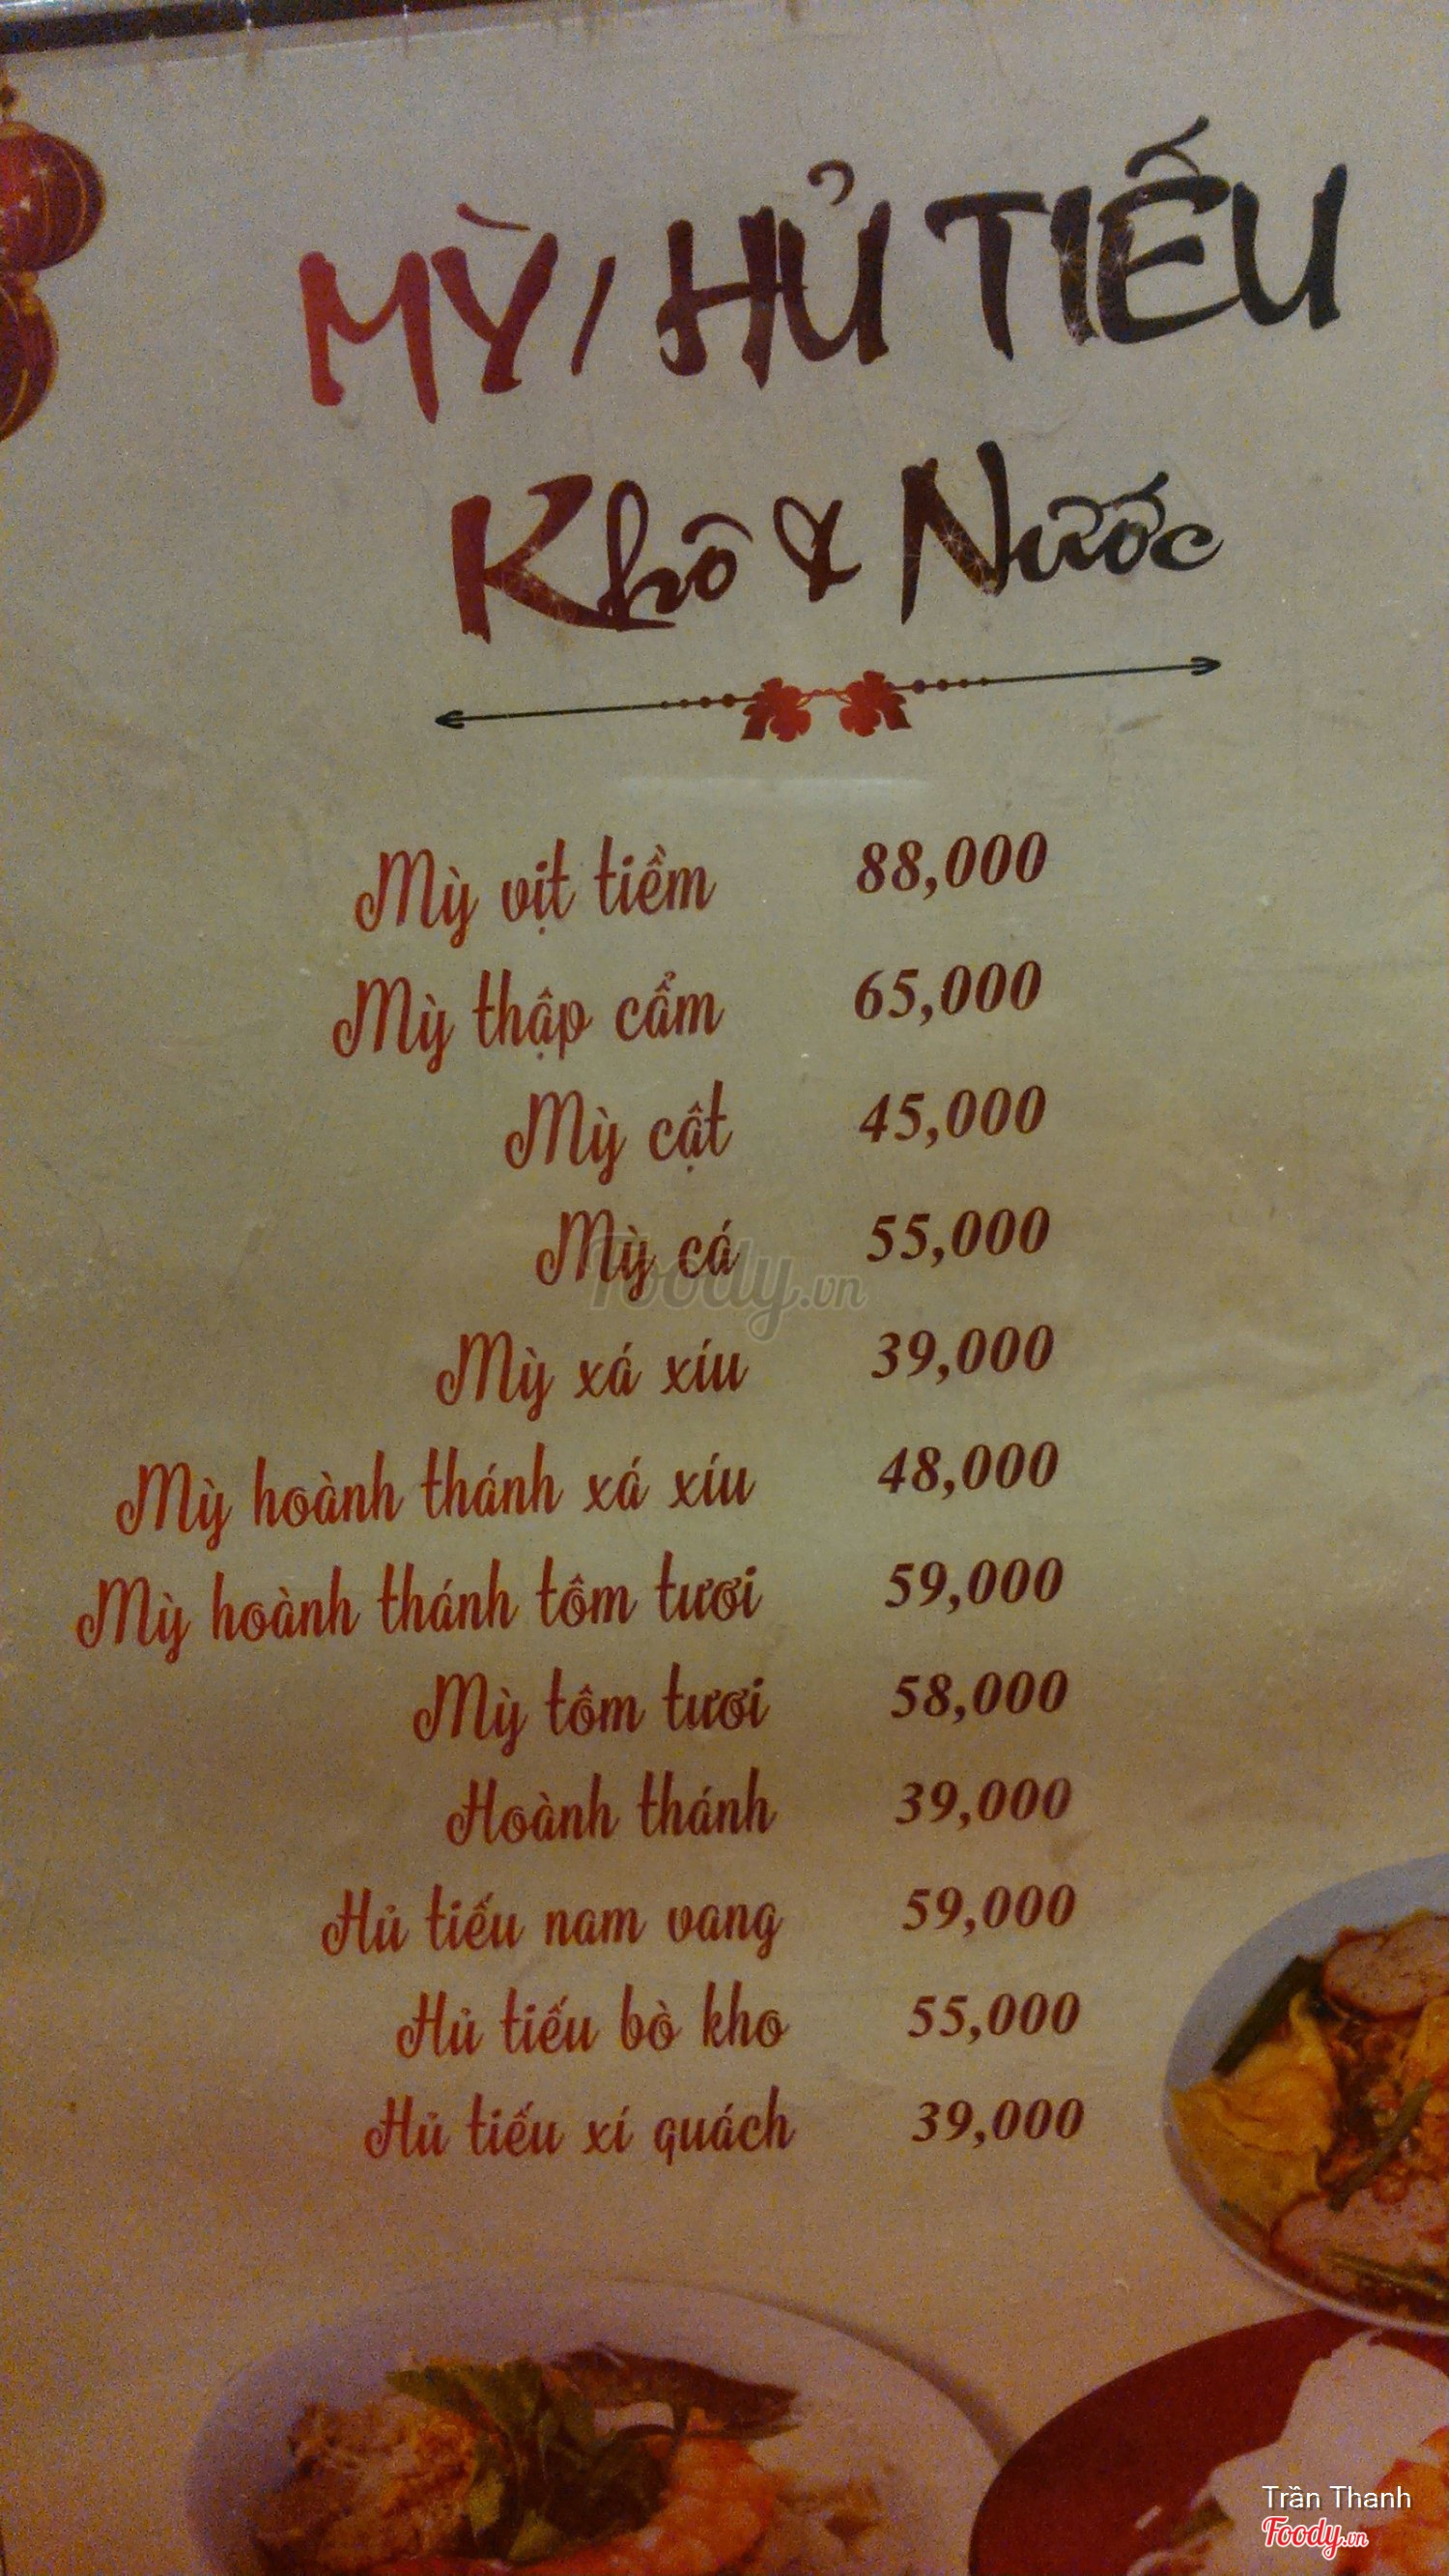 MỲ/ HỦ TIẾU
Khô & Nước
Mỳ vịt tiềm 88,000
Mỳ thập cẩm 65,000
Mỳ cật 45,000
Mỳ cá 55,000
Foody.vn
Mỳ xá xíu 39,000
Mỳ hoành thánh xá xíu 48,000
Mỳ hoành thánh tôm tươi 59,000
Mỳ tôm tươi 58,000
Hoành thánh 39,000
Hủ tiếu nam vang 59,000
Hủ tiếu bò kho 55,000
Hủ tiếu xí quách 39,000
Trần Thanh
Foody.vn